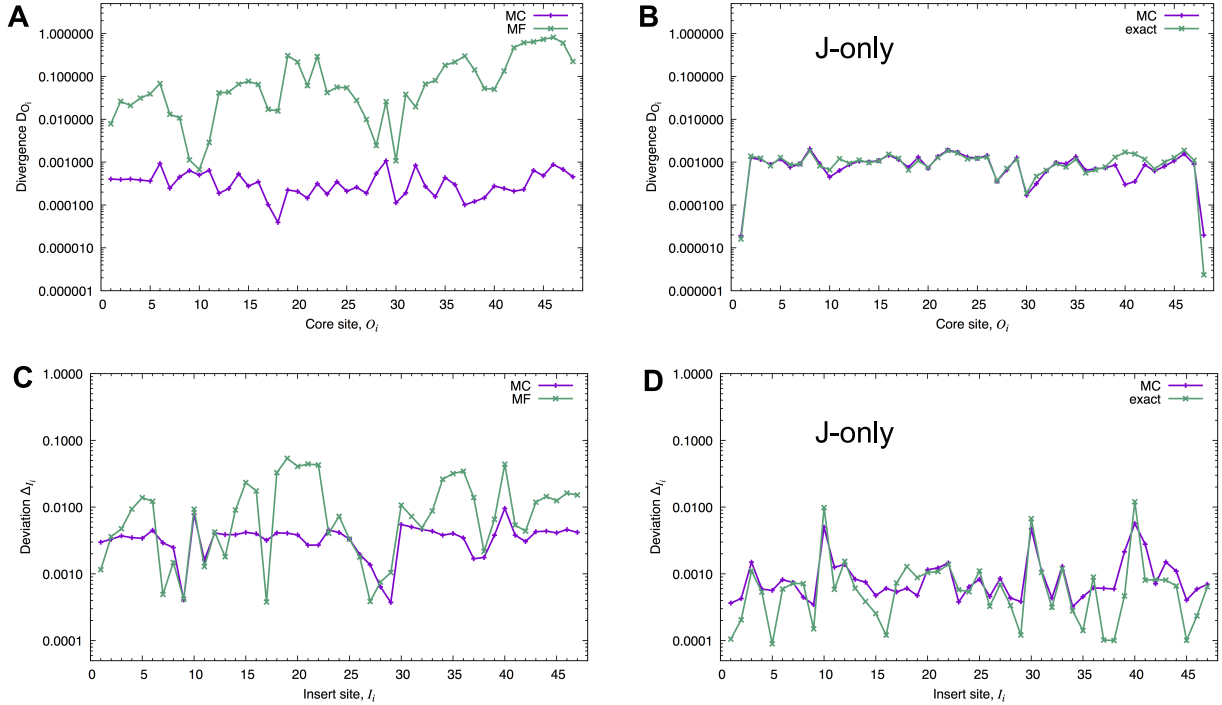 A
MC
MF
1.000000
0.100000
0.010000
0.001000
0.000100
0.000010
0.000001
Divergence D_Oi
0 5 10 15 20 25 30 35 40 45
Core site, O_i
B
J-only
MC
exact
1.000000
0.100000
0.010000
0.001000
0.000100
0.000010
0.000001
Divergence D_Oi
0 5 10 15 20 25 30 35 40 45
Core site, O_i
C
MC
MF
1.0000
0.1000
0.0100
0.0010
0.0001
Deviation Δ_Ii
0 5 10 15 20 25 30 35 40 45
Insert site, I_i
D
J-only
MC
exact
1.0000
0.1000
0.0100
0.0010
0.0001
Deviation Δ_Ii
0 5 10 15 20 25 30 35 40 45
Insert site, I_i